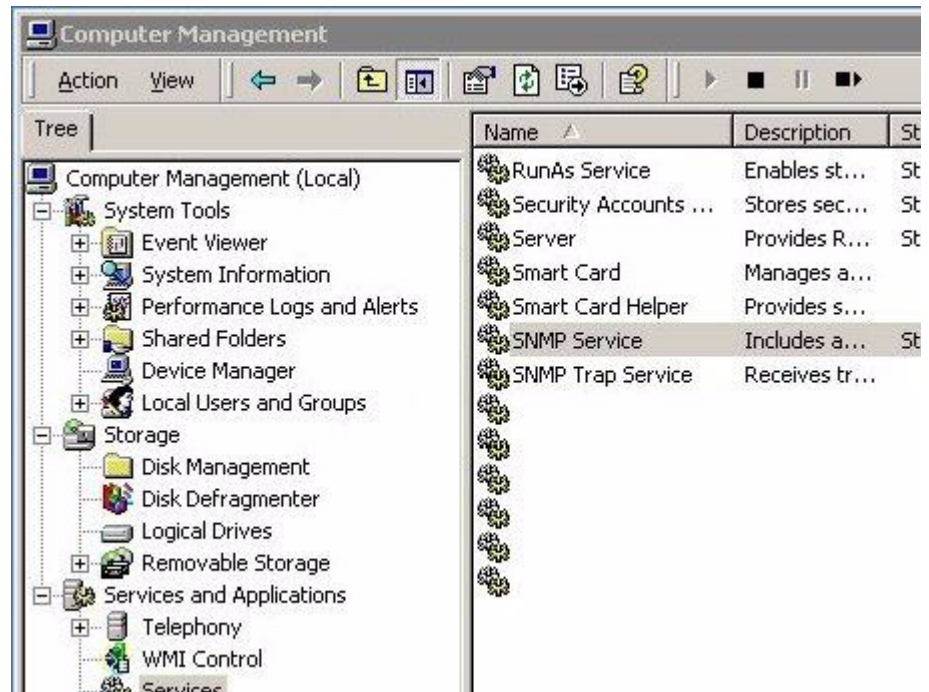 Computer Management
Action View
Tree
Computer Management (Local)
System Tools
Event Viewer
System Information
Performance Logs and Alerts
Shared Folders
Device Manager
Local Users and Groups
Storage
Disk Management
Disk Defragmenter
Logical Drives
Removable Storage
Services and Applications
Telephony
WMI Control
Services
Name Description St
RunAs Service Enables st... St
Security Accounts ... Stores sec... St
Server Provides R... St
Smart Card Manages a...
Smart Card Helper Provides s...
SNMP Service Includes a... St
SNMP Trap Service Receives tr...